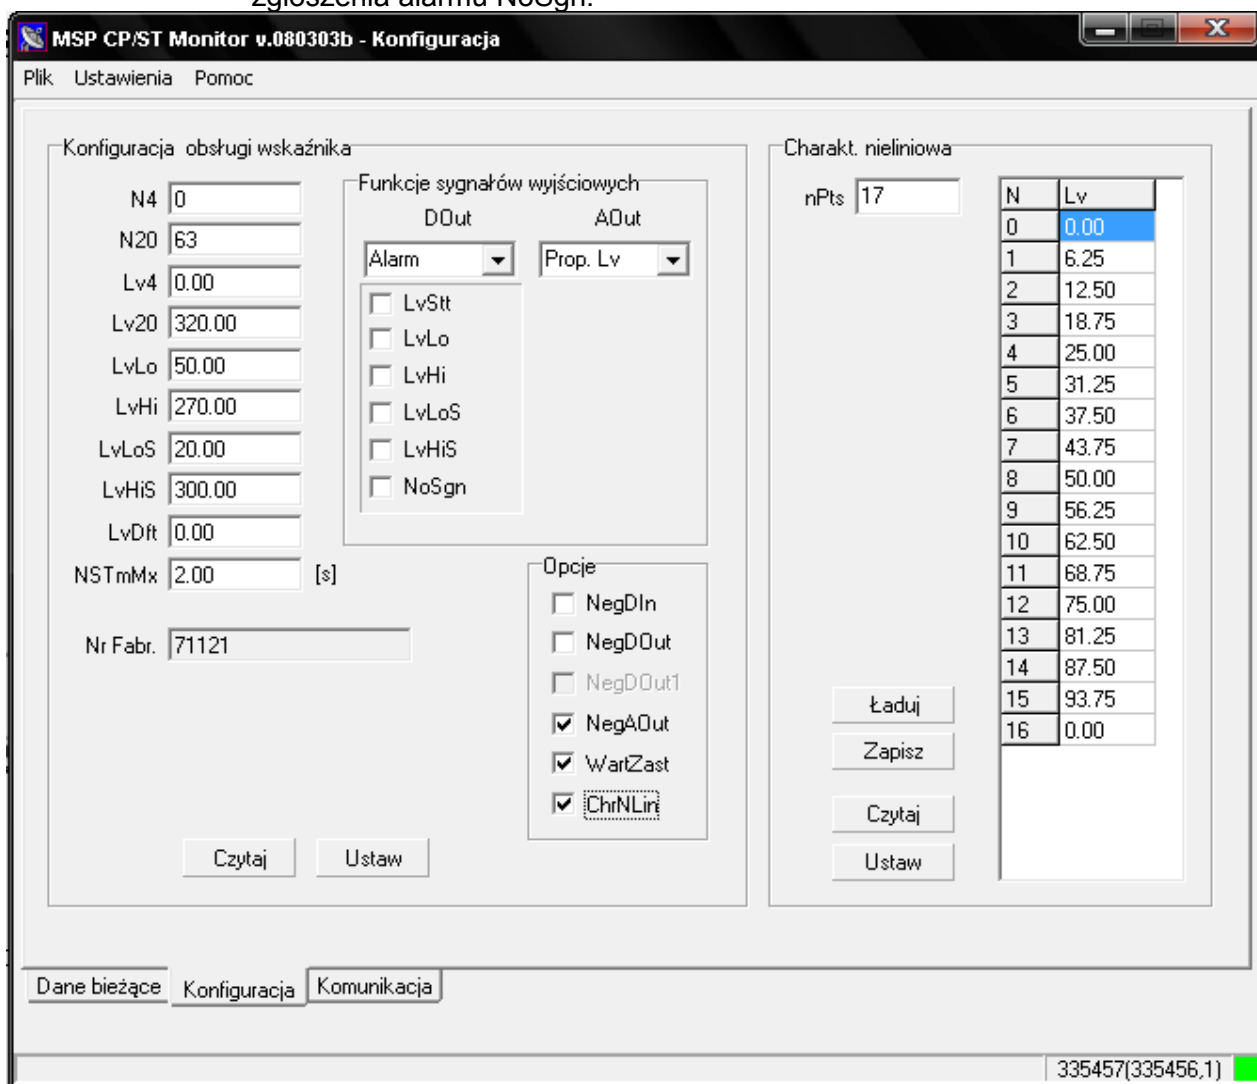 zgłoszenia alarmu NoSgn.
MSP CP/ST Monitor v.080303b - Konfiguracja
Plik Ustawienia Pomoc
Konfiguracja obsługi wskaźnika
N4 0
N20 63
Lv4 0.00
Lv20 320.00
LvLo 50.00
LvHi 270.00
LvLoS 20.00
LvHiS 300.00
LvDft 0.00
NSTmMx 2.00 [s]
Nr Fabr. 71121
Czytaj Ustaw
Funkcje sygnałów wyjściowych
DOut AOut
Alarm Prop. Lv
LvStt
LvLo
LvHi
LvLoS
LvHiS
NoSgn
Opcje
NegDIn
NegDOut
NegDOut1
NegAOut
WartZast
ChrNLin
Charakt. nieliniowa
nPts 17
Ładuj
Zapisz
Czytaj
Ustaw
N Lv
0 0.00
1 6.25
2 12.50
3 18.75
4 25.00
5 31.25
6 37.50
7 43.75
8 50.00
9 56.25
10 62.50
11 68.75
12 75.00
13 81.25
14 87.50
15 93.75
16 0.00
Dane bieżące Konfiguracja Komunikacja
335457(335456,1)